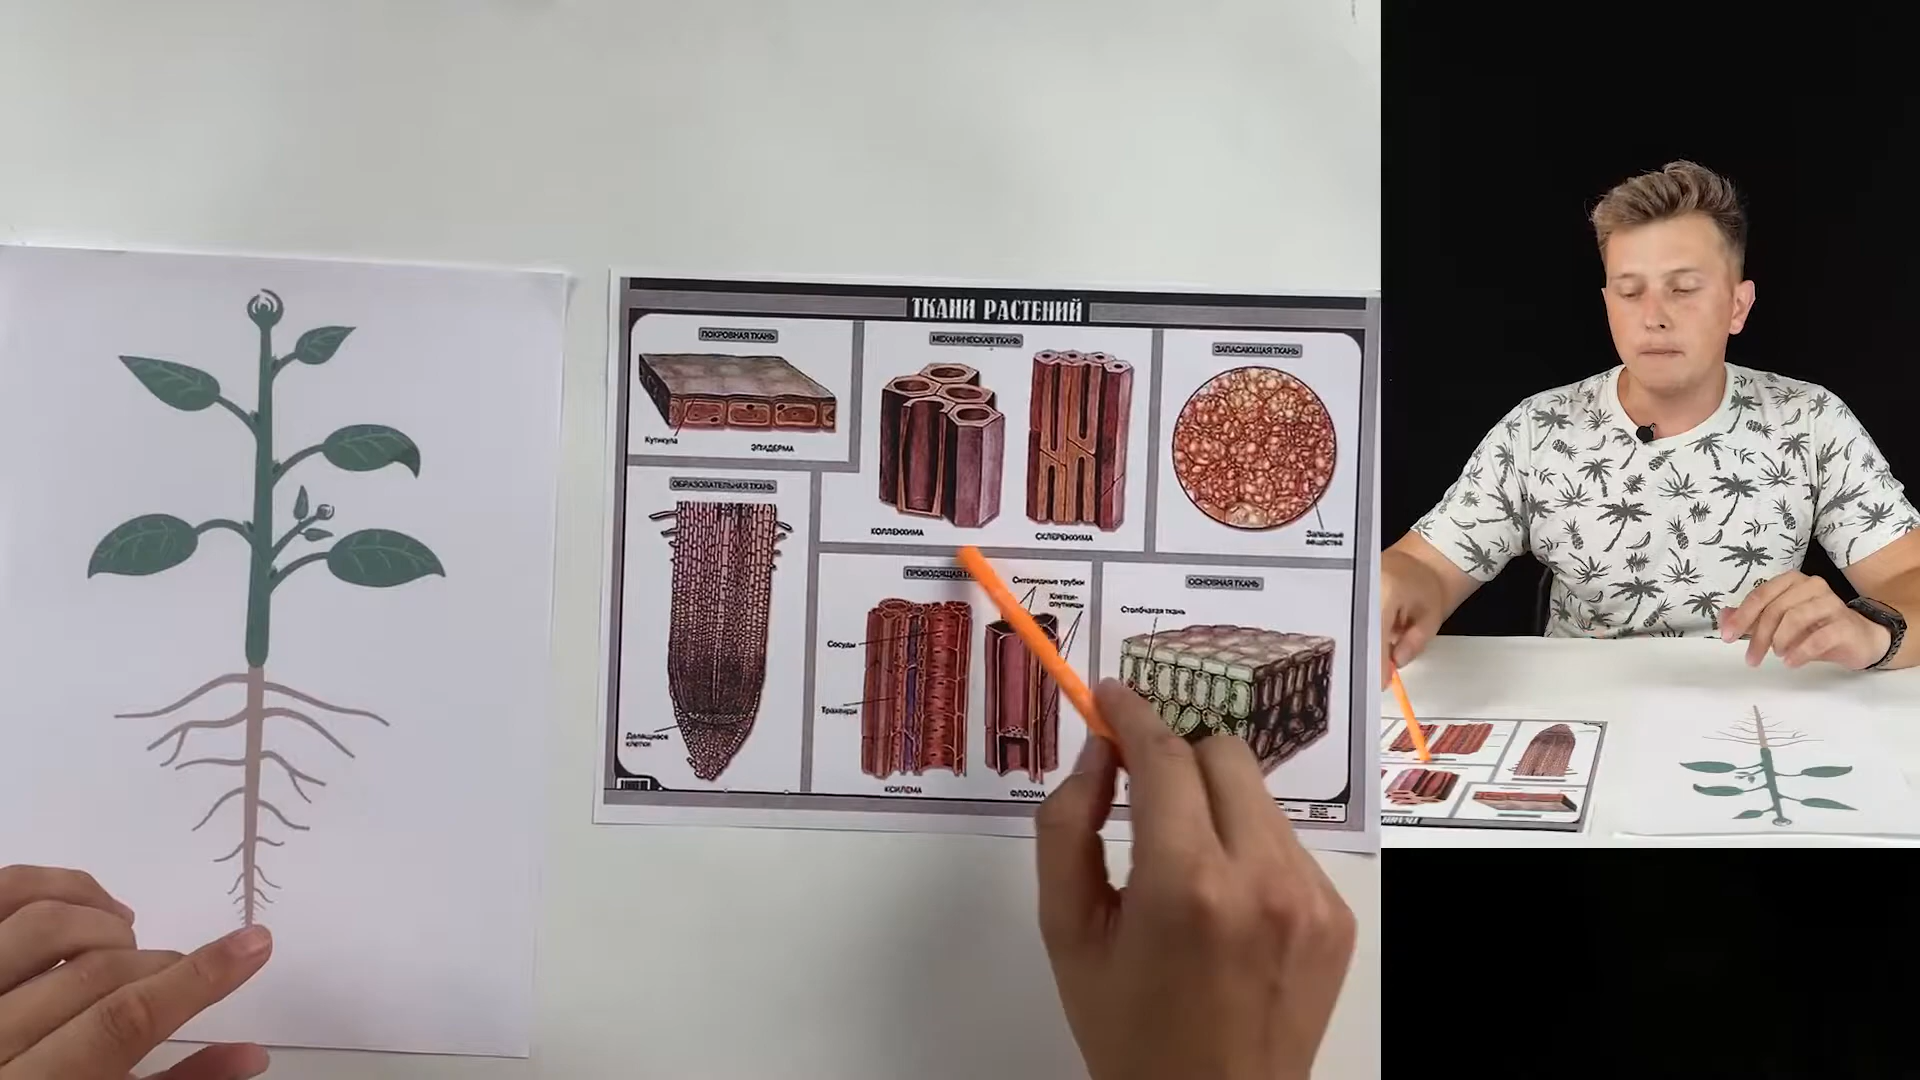 ТКАНИ РАСТЕНИЙ
ПОКРОВНАЯ ТКАНЬ
Кутикула
ЭПИДЕРМА
МЕХАНИЧЕСКАЯ ТКАНЬ
КОЛЛЕНХИМА
СКЛЕРЕНХИМА
ЗАПАСАЮЩАЯ ТКАНЬ
Запасные
вещества
ОБРАЗОВАТЕЛЬНАЯ ТКАНЬ
Делящиеся
клетки
ПРОВОДЯЩАЯ
Ситовидные трубки
Клетки-
спутницы
Сосуды
Трахеиды
КСИЛЕМА
ФЛОЭМА
ОСНОВНАЯ ТКАНЬ
Столбчатая ткань